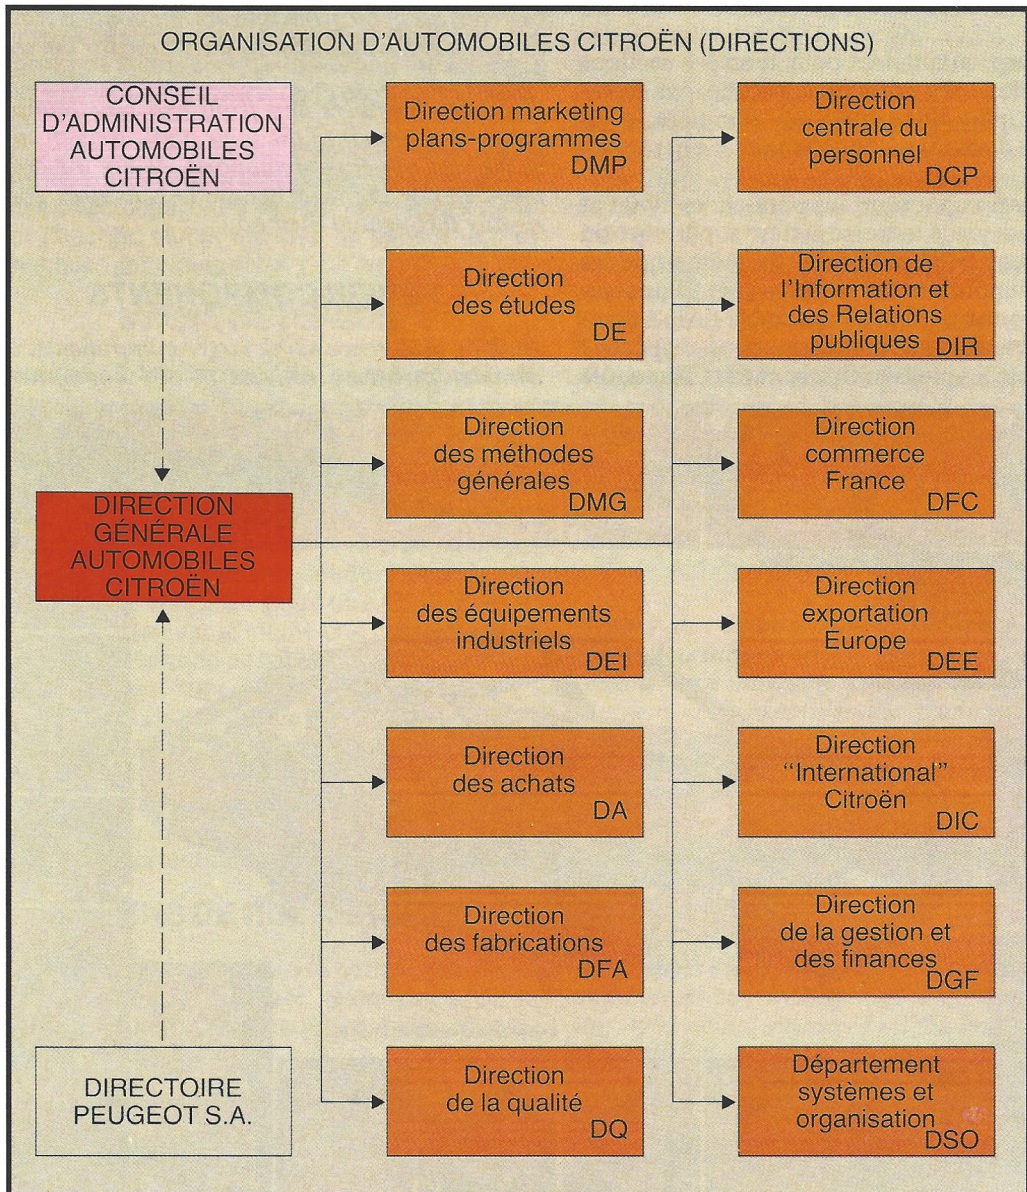 ORGANISATION D'AUTOMOBILES CITROËN (DIRECTIONS)
CONSEIL
D'ADMINISTRATION
AUTOMOBILES
CITROËN
DIRECTION
GÉNÉRALE
AUTOMOBILES
CITROËN
DIRECTOIRE
PEUGEOT S.A.
Direction marketing
plans-programmes
DMP
Direction
des études
DE
Direction
des méthodes
générales
DMG
Direction
des équipements
industriels
DEI
Direction
des achats
DA
Direction
des fabrications
DFA
Direction
de la qualité
DQ
Direction
centrale du
personnel
DCP
Direction de
l'Information et
des Relations
publiques DIR
Direction
commerce
France
DFC
Direction
exportation
Europe
DEE
Direction
"International"
Citroën
DIC
Direction
de la gestion et
des finances
DGF
Département
systèmes et
organisation
DSO